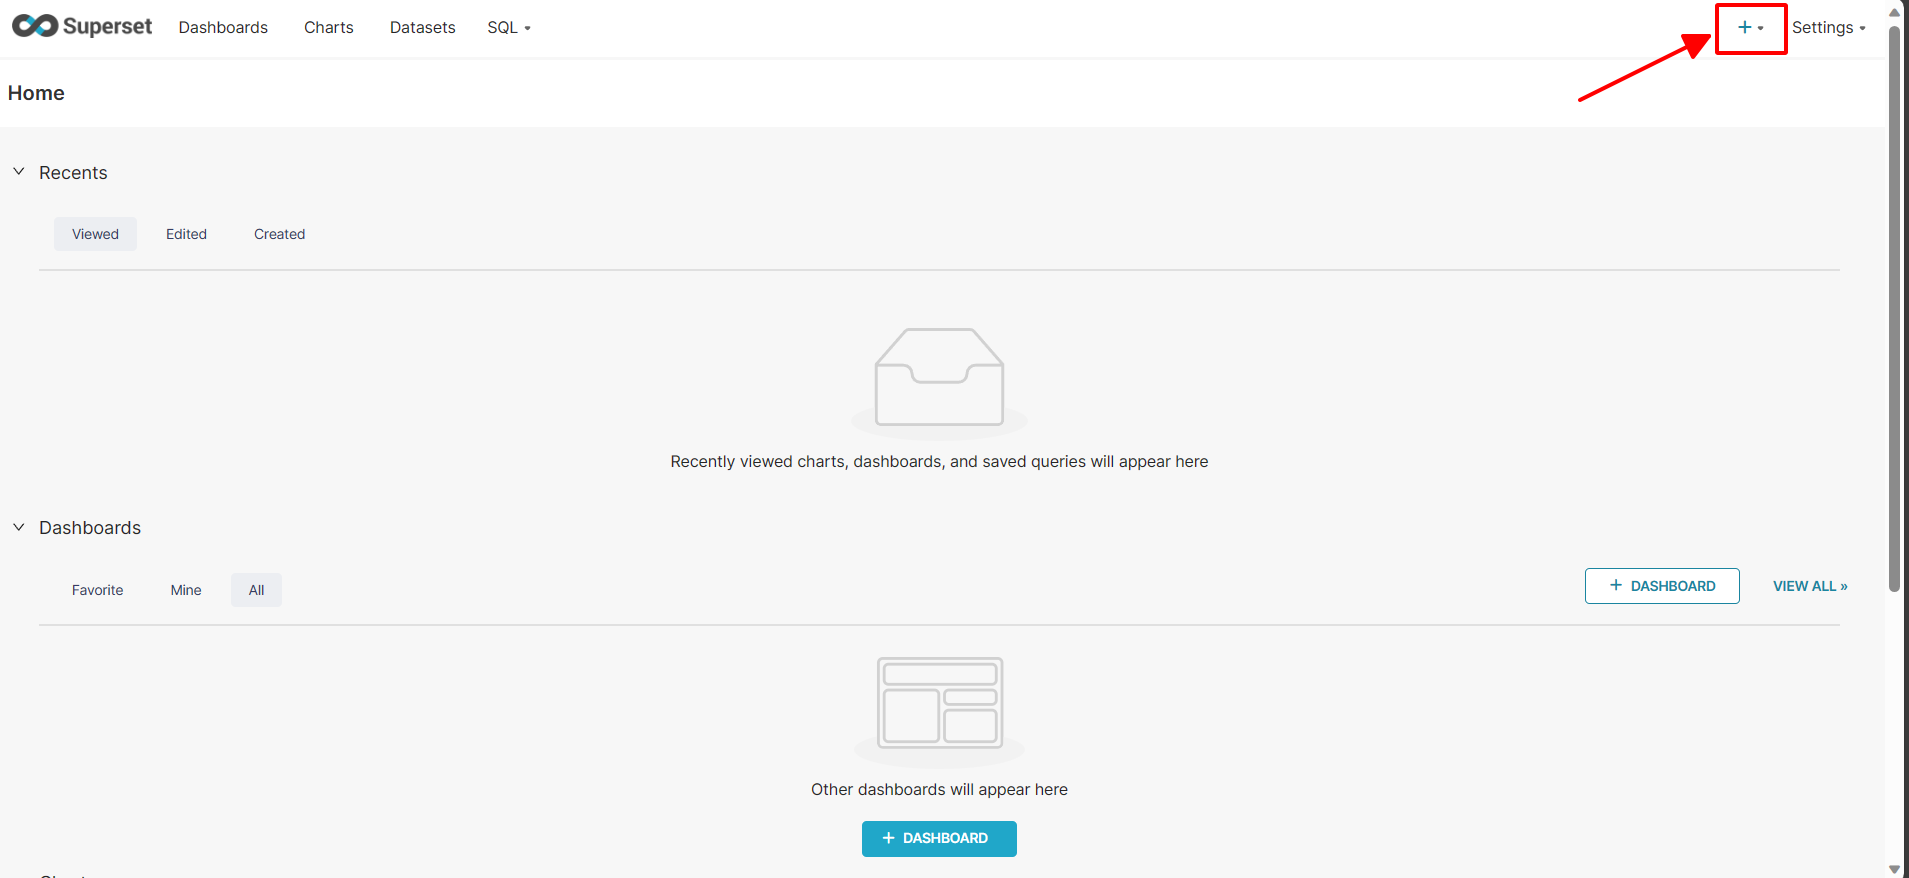 Superset Dashboards Charts Datasets SQL + Settings
Home
Recents
Viewed Edited Created
Recently viewed charts, dashboards, and saved queries will appear here
Dashboards
Favorite Mine All + DASHBOARD VIEW ALL »
Other dashboards will appear here
+ DASHBOARD